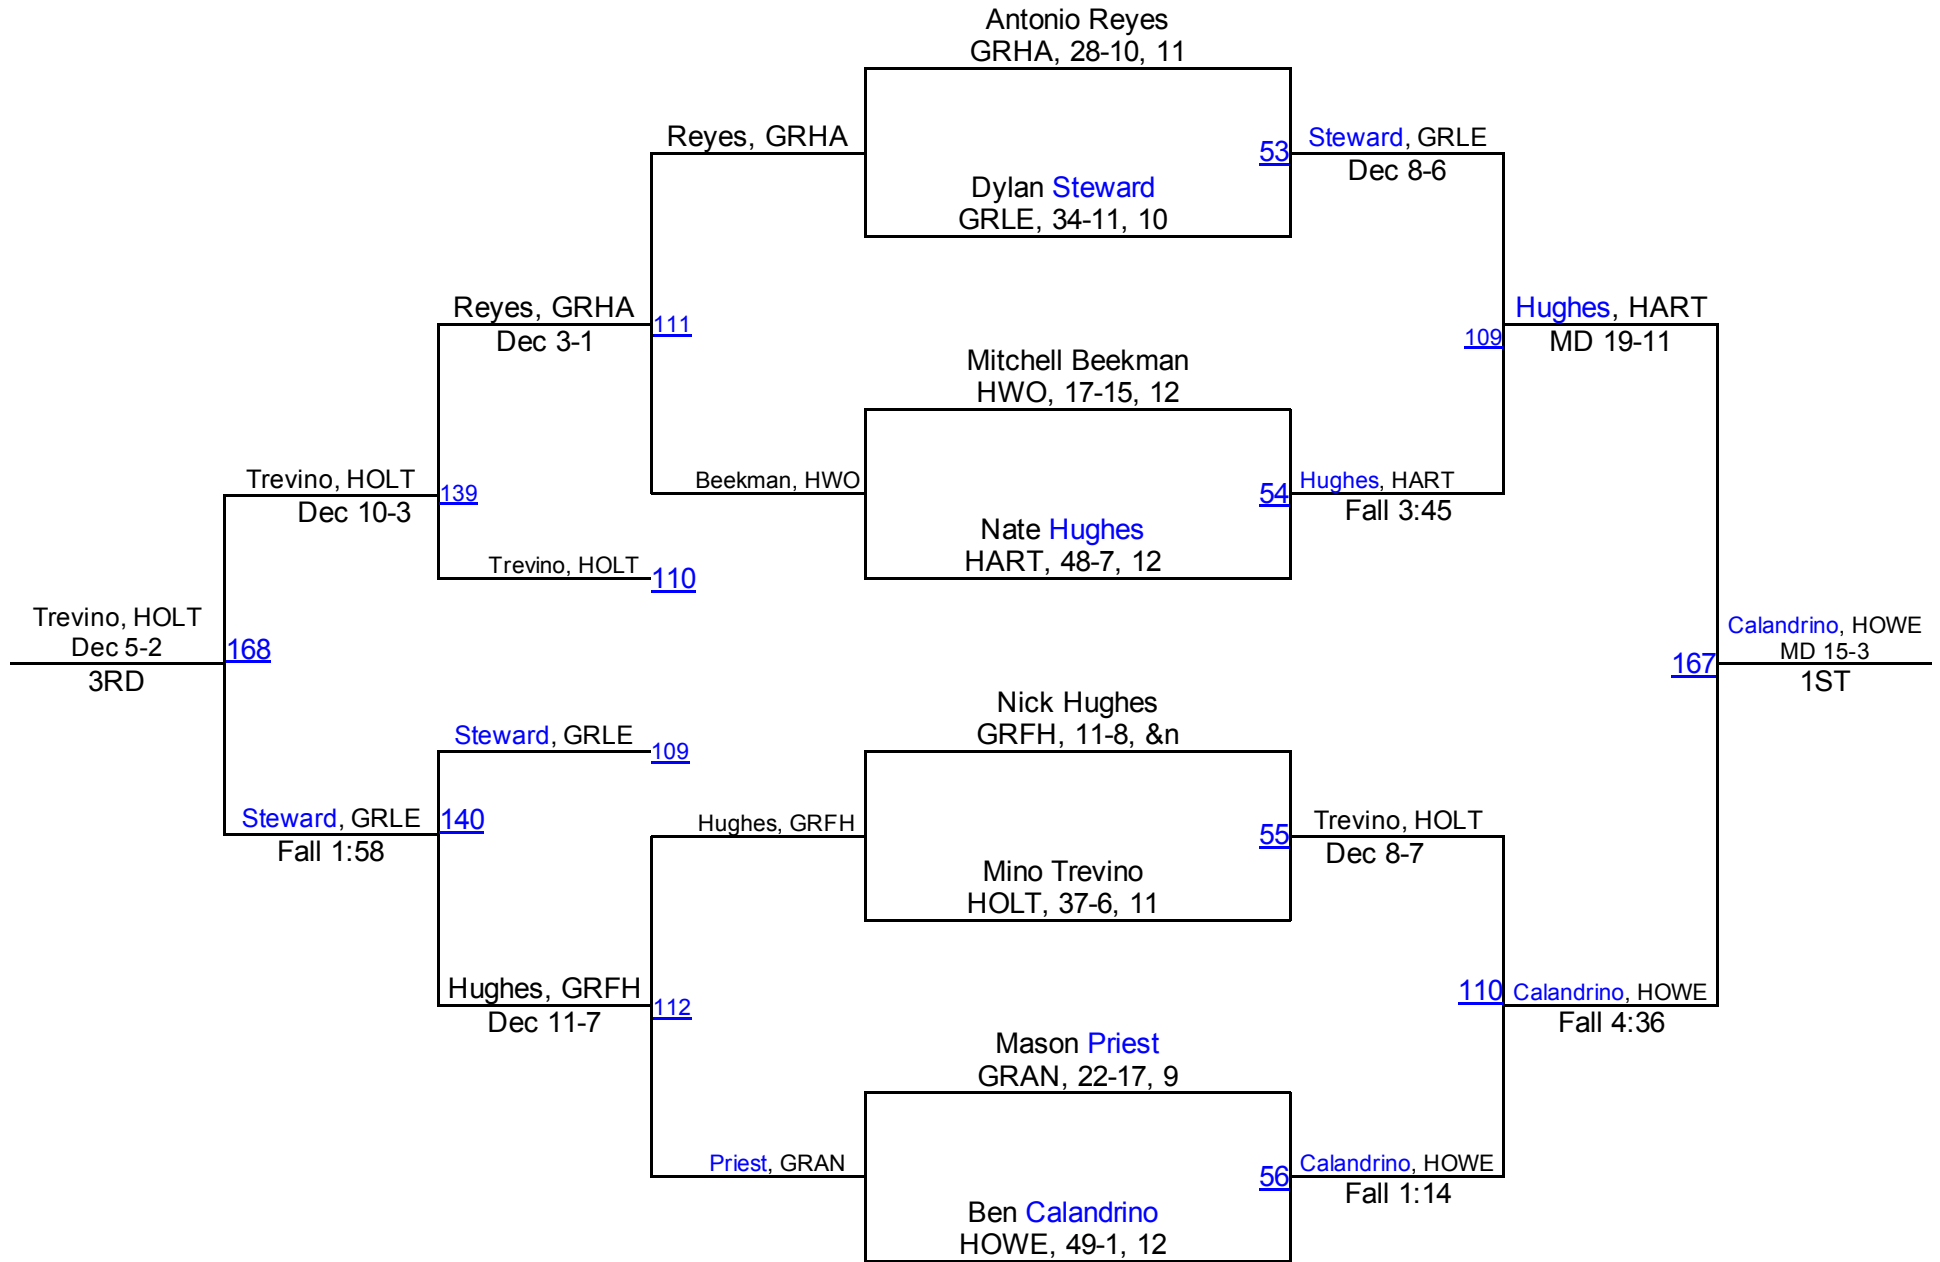 Antonio Reyes
GRHA, 28-10, 11
Reyes, GRHA
53
Steward, GRLE
Dec 8-6
Dylan Steward
GRLE, 34-11, 10
Reyes, GRHA
Dec 3-1
111
109
Hughes, HART
MD 19-11
Mitchell Beekman
HWO, 17-15, 12
Beekman, HWO
54
Hughes, HART
Fall 3:45
Nate Hughes
HART, 48-7, 12
Trevino, HOLT
Dec 10-3
139
Trevino, HOLT
110
Trevino, HOLT
Dec 5-2
3RD
168
167
Calandrino, HOWE
MD 15-3
1ST
Nick Hughes
GRFH, 11-8, &n
Steward, GRLE
109
Hughes, GRFH
55
Trevino, HOLT
Dec 8-7
Steward, GRLE
Fall 1:58
140
Mino Trevino
HOLT, 37-6, 11
Hughes, GRFH
Dec 11-7
112
110
Calandrino, HOWE
Fall 4:36
Mason Priest
GRAN, 22-17, 9
Priest, GRAN
56
Calandrino, HOWE
Fall 1:14
Ben Calandrino
HOWE, 49-1, 12